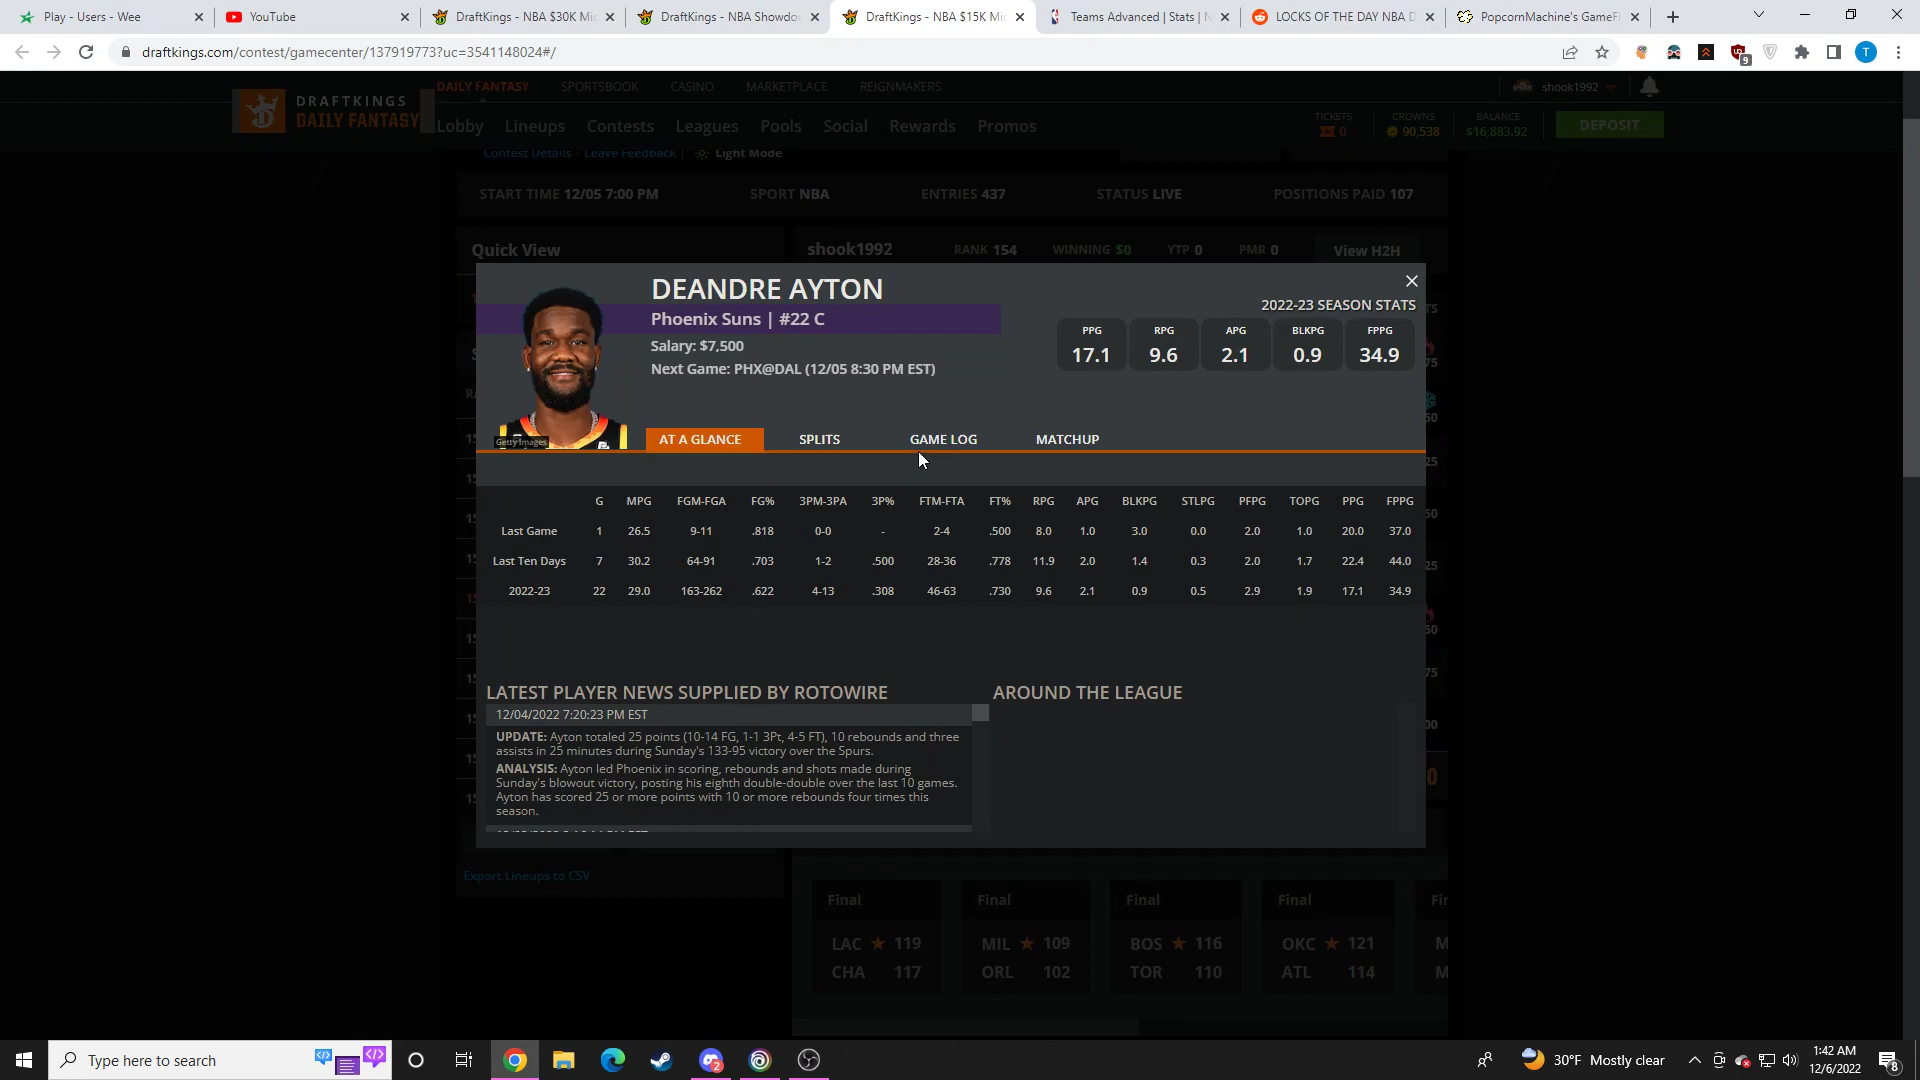 Play - Users - Wee
YouTube
DraftKings - NBA $30K Mi
DraftKings - NBA Showdo
DraftKings - NBA $15K Mi
Teams Advanced | Stats | N
LOCKS OF THE DAY NBA D
PopcornMachine's GameFl
draftkings.com/contest/gamecenter/137919773?uc=3541148024#/
9
T
DRAFTKINGS
DAILY FANTASY
DAILY FANTASY SPORTSBOOK CASINO MARKETPLACE REIGNMAKERS
shook1992
Lobby Lineups Contests Leagues Pools Social Rewards Promos
TICKETS 0
CROWNS 90,538
BALANCE $16,883.92
DEPOSIT
Contest Details Leave Feedback | Light Mode
START TIME 12/05 7:00 PM SPORT NBA ENTRIES 437 STATUS LIVE POSITIONS PAID 107
Quick View
shook1992 RANK 154 WINNING $0 YTP 0 PMR 0 View H2H
DEANDRE AYTON
Phoenix Suns | #22 C
Salary: $7,500
Next Game: PHX@DAL (12/05 8:30 PM EST)
Getty Images
2022-23 SEASON STATS
PPG RPG APG BLKPG FPPG
17.1 9.6 2.1 0.9 34.9
AT A GLANCE SPLITS GAME LOG MATCHUP
G MPG FGM-FGA FG% 3PM-3PA 3P% FTM-FTA FT% RPG APG BLKPG STLPG PFPG TOPG PPG FPPG
Last Game 1 26.5 9-11 .818 0-0 - 2-4 .500 8.0 1.0 3.0 0.0 2.0 1.0 20.0 37.0
Last Ten Days 7 30.2 64-91 .703 1-2 .500 28-36 .778 11.9 2.0 1.4 0.3 2.0 1.7 22.4 44.0
2022-23 22 29.0 163-262 .622 4-13 .308 46-63 .730 9.6 2.1 0.9 0.5 2.9 1.9 17.1 34.9
LATEST PLAYER NEWS SUPPLIED BY ROTOWIRE
12/04/2022 7:20:23 PM EST
UPDATE: Ayton totaled 25 points (10-14 FG, 1-1 3Pt, 4-5 FT), 10 rebounds and three
assists in 25 minutes during Sunday's 133-95 victory over the Spurs.
ANALYSIS: Ayton led Phoenix in scoring, rebounds and shots made during
Sunday's blowout victory, posting his eighth double-double over the last 10 games.
Ayton has scored 25 or more points with 10 or more rebounds four times this
season.
AROUND THE LEAGUE
Export Lineups to CSV
Final Final Final Final
LAC 119 MIL 109 BOS 116 OKC 121
CHA 117 ORL 102 TOR 110 ATL 114
Type here to search
2
30°F Mostly clear
1:42 AM
12/6/2022
8